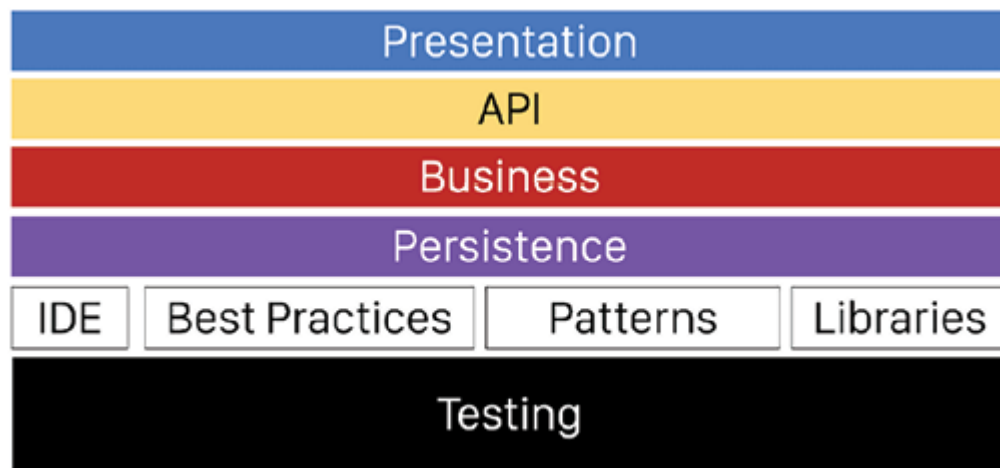 Presentation
API
Business
Persistence
IDE Best Practices Patterns Libraries
Testing